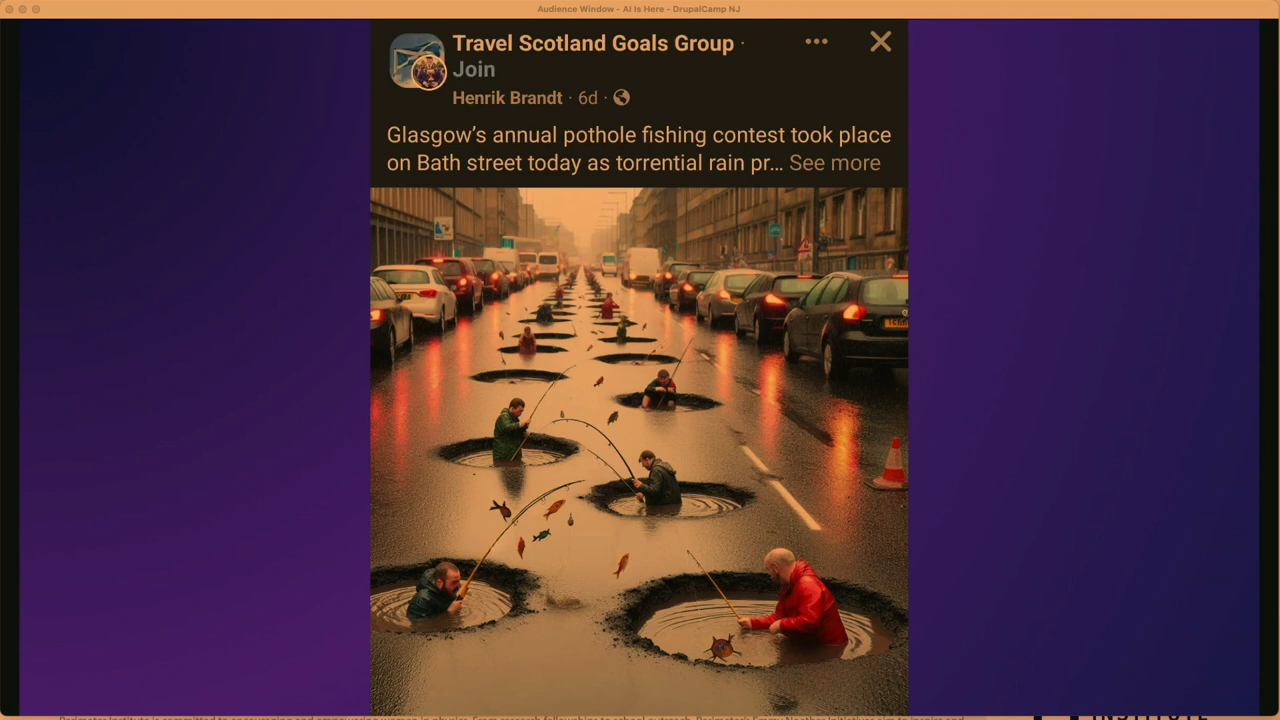 Audience Window - AI Is Here - DrupalCamp NJ
Travel Scotland Goals Group ·
Join
Henrik Brandt · 6d ·
Glasgow's annual pothole fishing contest took place
on Bath street today as torrential rain pr... See more